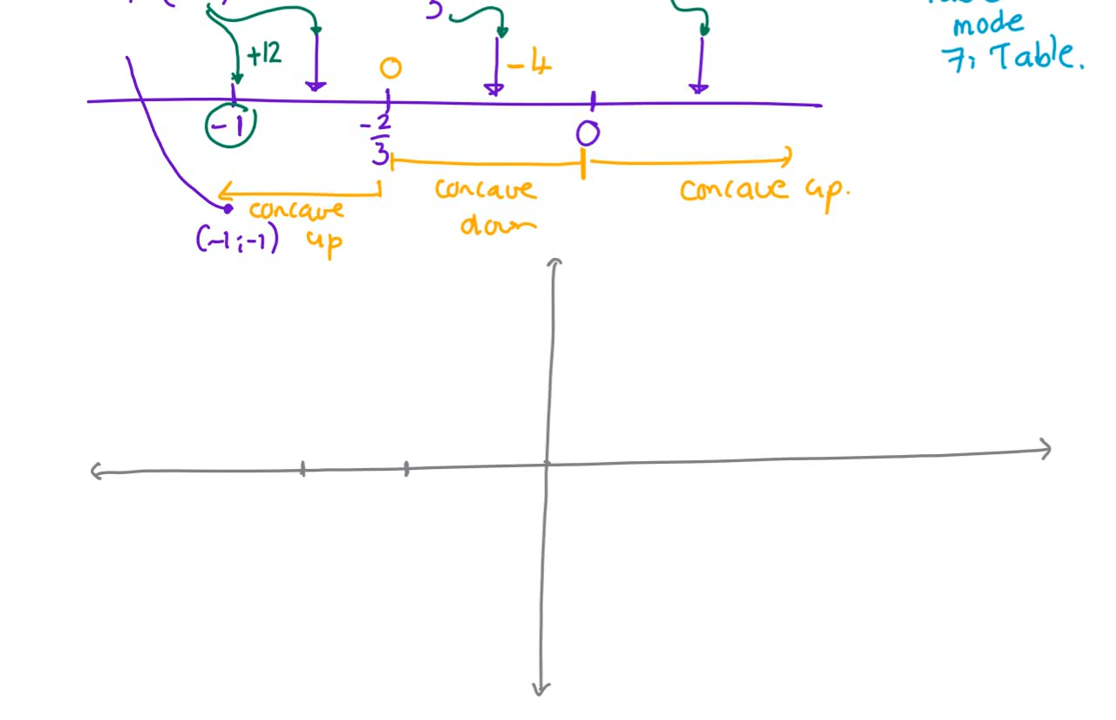 mode
7; Table.
+12
0
-4
-1
-2/3
0
concave up
concave down
concave up.
(-1;-1)